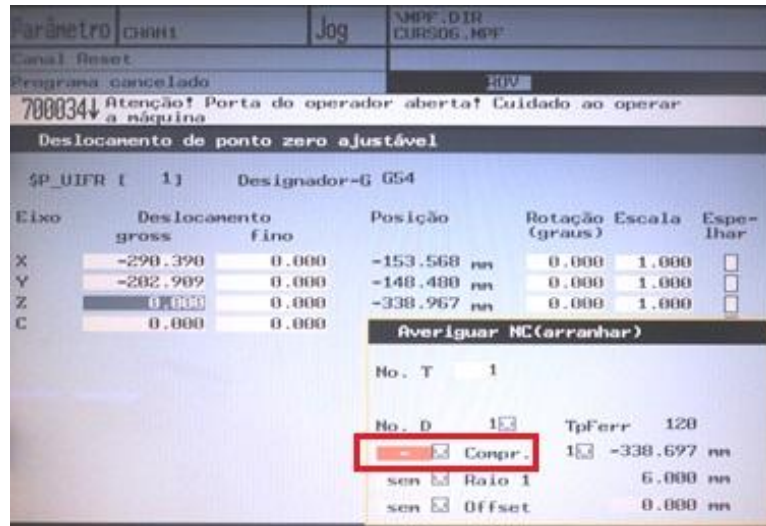 Parâmetro CHAN1 Jog \MPF.DIR
CURSO6.MPF
Canal Reset
Programa cancelado ROV
700034↓ Atenção! Porta do operador aberta! Cuidado ao operar
a máquina
Deslocamento de ponto zero ajustável
$P_UIFR [ 1] Designador-G G54
Eixo Deslocamento Posição Rotação Escala Espe-
gross fino (graus) lhar
X -290.390 0.000 -153.568 mm 0.000 1.000
Y -202.909 0.000 -148.480 mm 0.000 1.000
Z 0.000 0.000 -338.967 mm 0.000 1.000
C 0.000 0.000
Averiguar NC(arranhar)
No. T 1
No. D 1 TpFerr 120
- Compr. 1 -338.697 mm
sem Raio 1 6.000 mm
sem Offset 0.000 mm